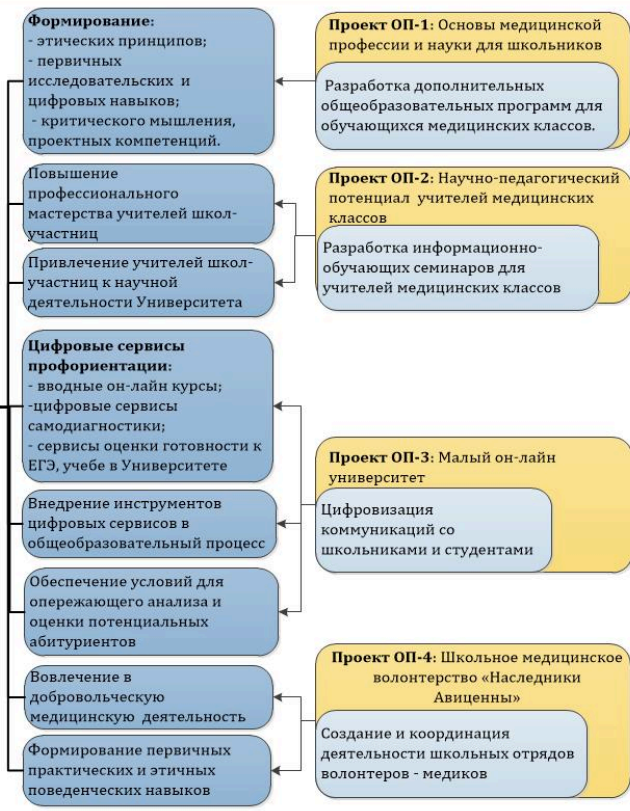 Формирование:
- этических принципов;
- первичных
исследовательских и
цифровых навыков;
- критического мышления,
проектных компетенций.
Проект ОП-1: Основы медицинской
профессии и науки для школьников
Разработка дополнительных
общеобразовательных программ для
обучающихся медицинских классов.
Повышение
профессионального
мастерства учителей школ-
участниц
Привлечение учителей школ-
участниц к научной
деятельности Университета
Проект ОП-2: Научно-педагогический
потенциал учителей медицинских
классов
Разработка информационно-
обучающих семинаров для
учителей медицинских классов
Цифровые сервисы
профориентации:
- вводные он-лайн курсы;
-цифровые сервисы
самодиагностики;
- сервисы оценки готовности к
ЕГЭ, учебе в Университете
Внедрение инструментов
цифровых сервисов в
общеобразовательный процесс
Обеспечение условий для
опережающего анализа и
оценки потенциальных
абитуриентов
Проект ОП-3: Малый он-лайн
университет
Цифровизация
коммуникаций со
школьниками и студентами
Вовлечение в
добровольческую
медицинскую деятельность
Формирование первичных
практических и этичных
поведенческих навыков
Проект ОП-4: Школьное медицинское
волонтерство «Наследники
Авиценны»
Создание и координация
деятельности школьных отрядов
волонтеров - медиков